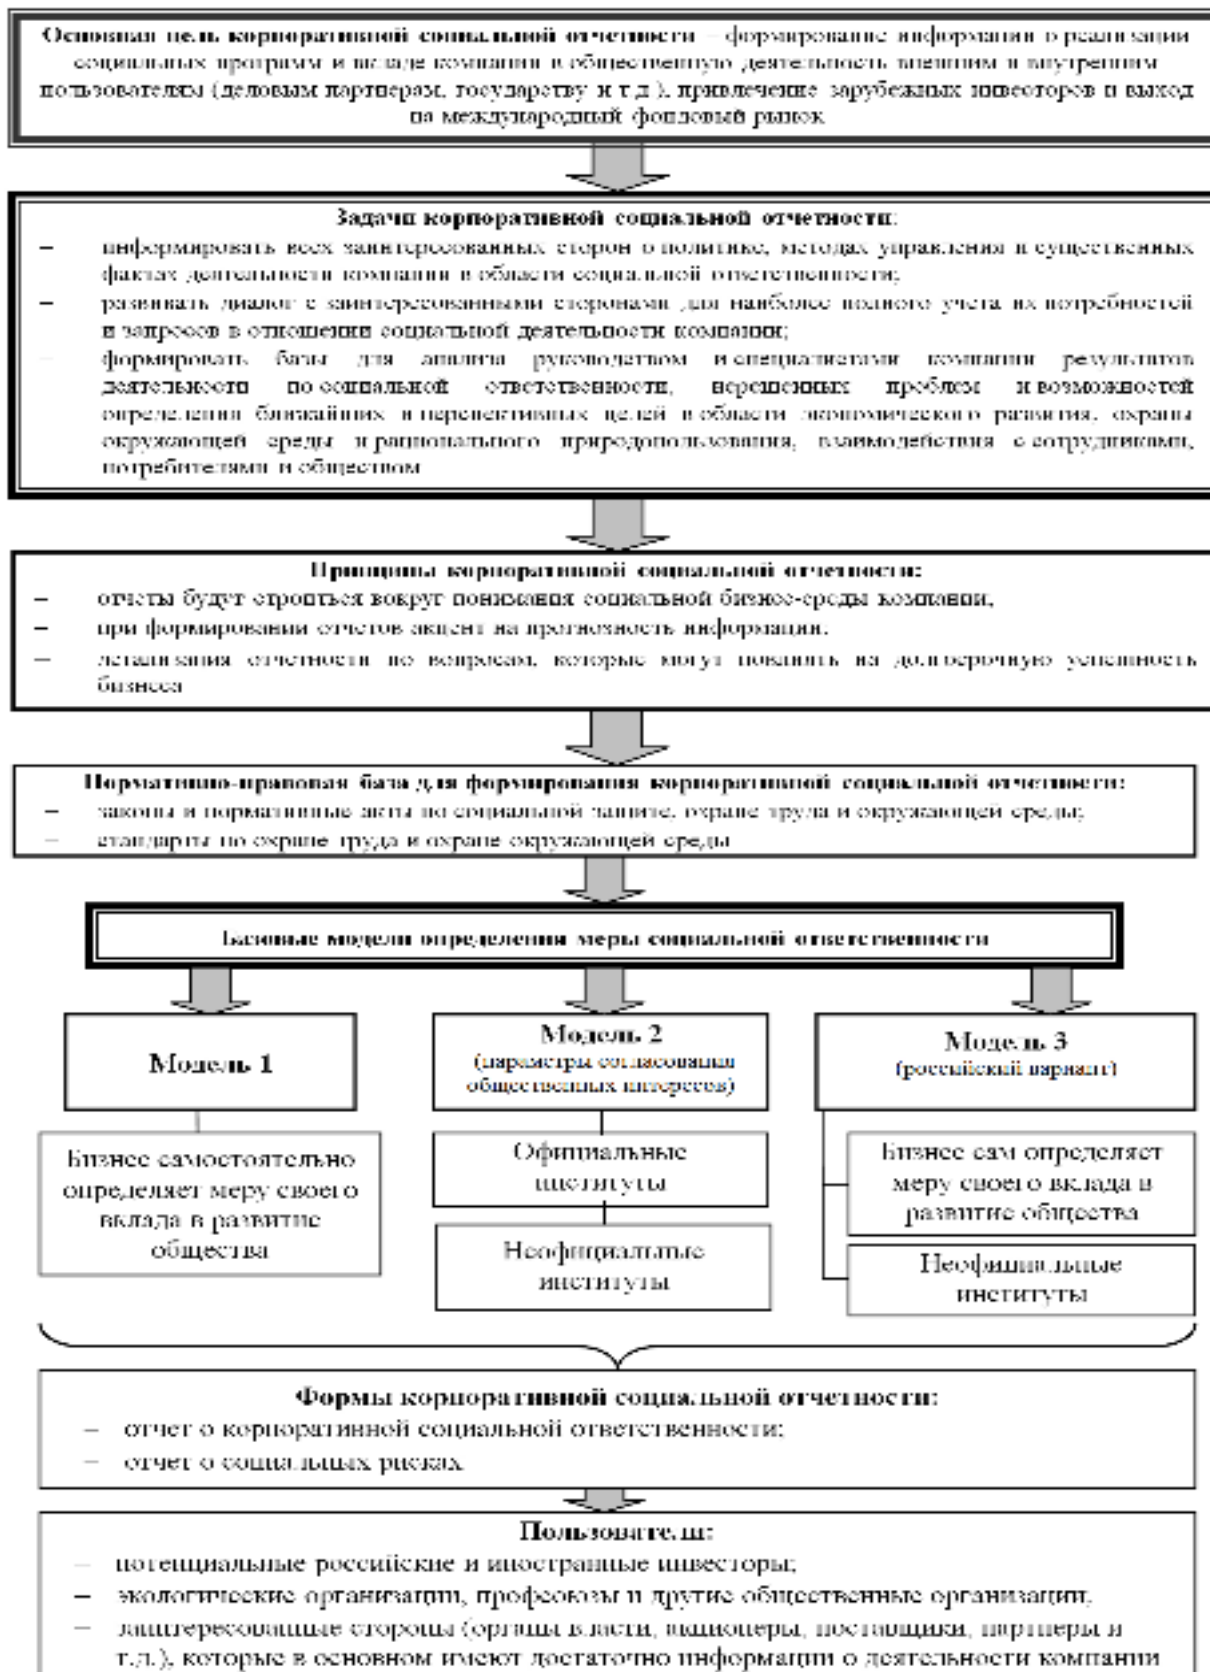 Основная цель корпоративной социальной отчетности – формирование информации о реализации
социальных программ и вкладе компании в общественную деятельность внешним и внутренним
пользователям (деловым партнерам, государству и т.д.), привлечение зарубежных инвесторов и выход
на международный фондовый рынок
Задачи корпоративной социальной отчетности:
– информировать всех заинтересованных сторон о политике, методах управления и существенных
фактах деятельности компании в области социальной ответственности;
– развивать диалог с заинтересованными сторонами для наиболее полного учета их потребностей
и запросов в отношении социальной деятельности компании;
– формировать базы для анализа руководством и специалистами компании результатов
деятельности по социальной ответственности, нерешенных проблем и возможностей
определения ближайших и перспективных целей в области экономического развития, охраны
окружающей среды и рационального природопользования, взаимодействия с сотрудниками,
потребителями и обществом
Принципы корпоративной социальной отчетности:
– отчеты будут строиться вокруг понимания социальной бизнес-среды компании;
– при формировании отчетов акцент на прогнозность информации;
– детализация отчетности по вопросам, которые могут повлиять на долгосрочную успешность
бизнеса
Нормативно-правовая база для формирования корпоративной социальной отчетности:
– законы и нормативные акты по социальной защите, охране труда и окружающей среды;
– стандарты по охране труда и охране окружающей среды
Базовые модели определения меры социальной ответственности
Модель 1
Бизнес самостоятельно
определяет меру своего
вклада в развитие
общества
Модель 2
(параметры согласования
общественных интересов)
Официальные
институты
Неофициальные
институты
Модель 3
(российский вариант)
Бизнес сам определяет
меру своего вклада в
развитие общества
Неофициальные
институты
Формы корпоративной социальной отчетности:
– отчет о корпоративной социальной ответственности;
– отчет о социальных рисках
Пользователи:
– потенциальные российские и иностранные инвесторы;
– экологические организации, профсоюзы и другие общественные организации;
– заинтересованные стороны (органы власти, акционеры, поставщики, партнеры и
т.д.), которые в основном имеют достаточно информации о деятельности компании